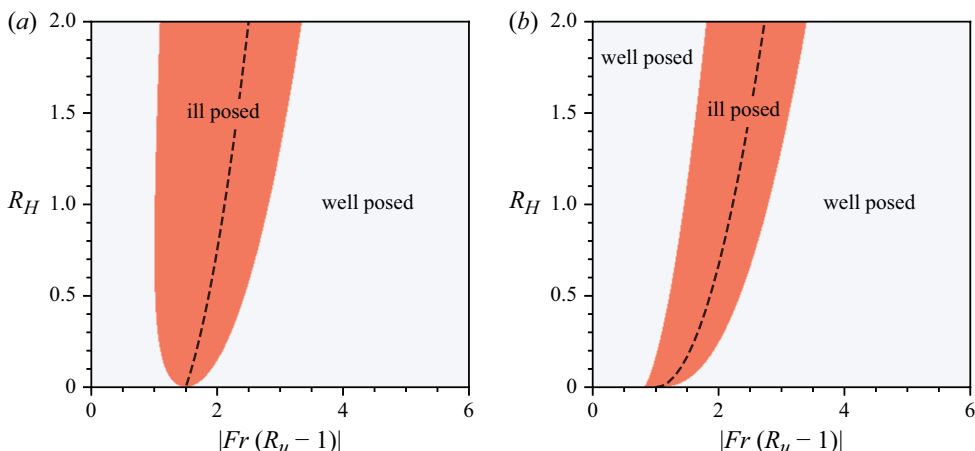 (a)
2.0
1.5
ill posed
R_H
1.0
well posed
0.5
0
0 2 4 6
|Fr (R_u − 1)|
(b)
2.0
well posed
1.5
ill posed
R_H
1.0
well posed
0.5
0
0 2 4 6
|Fr (R_u − 1)|